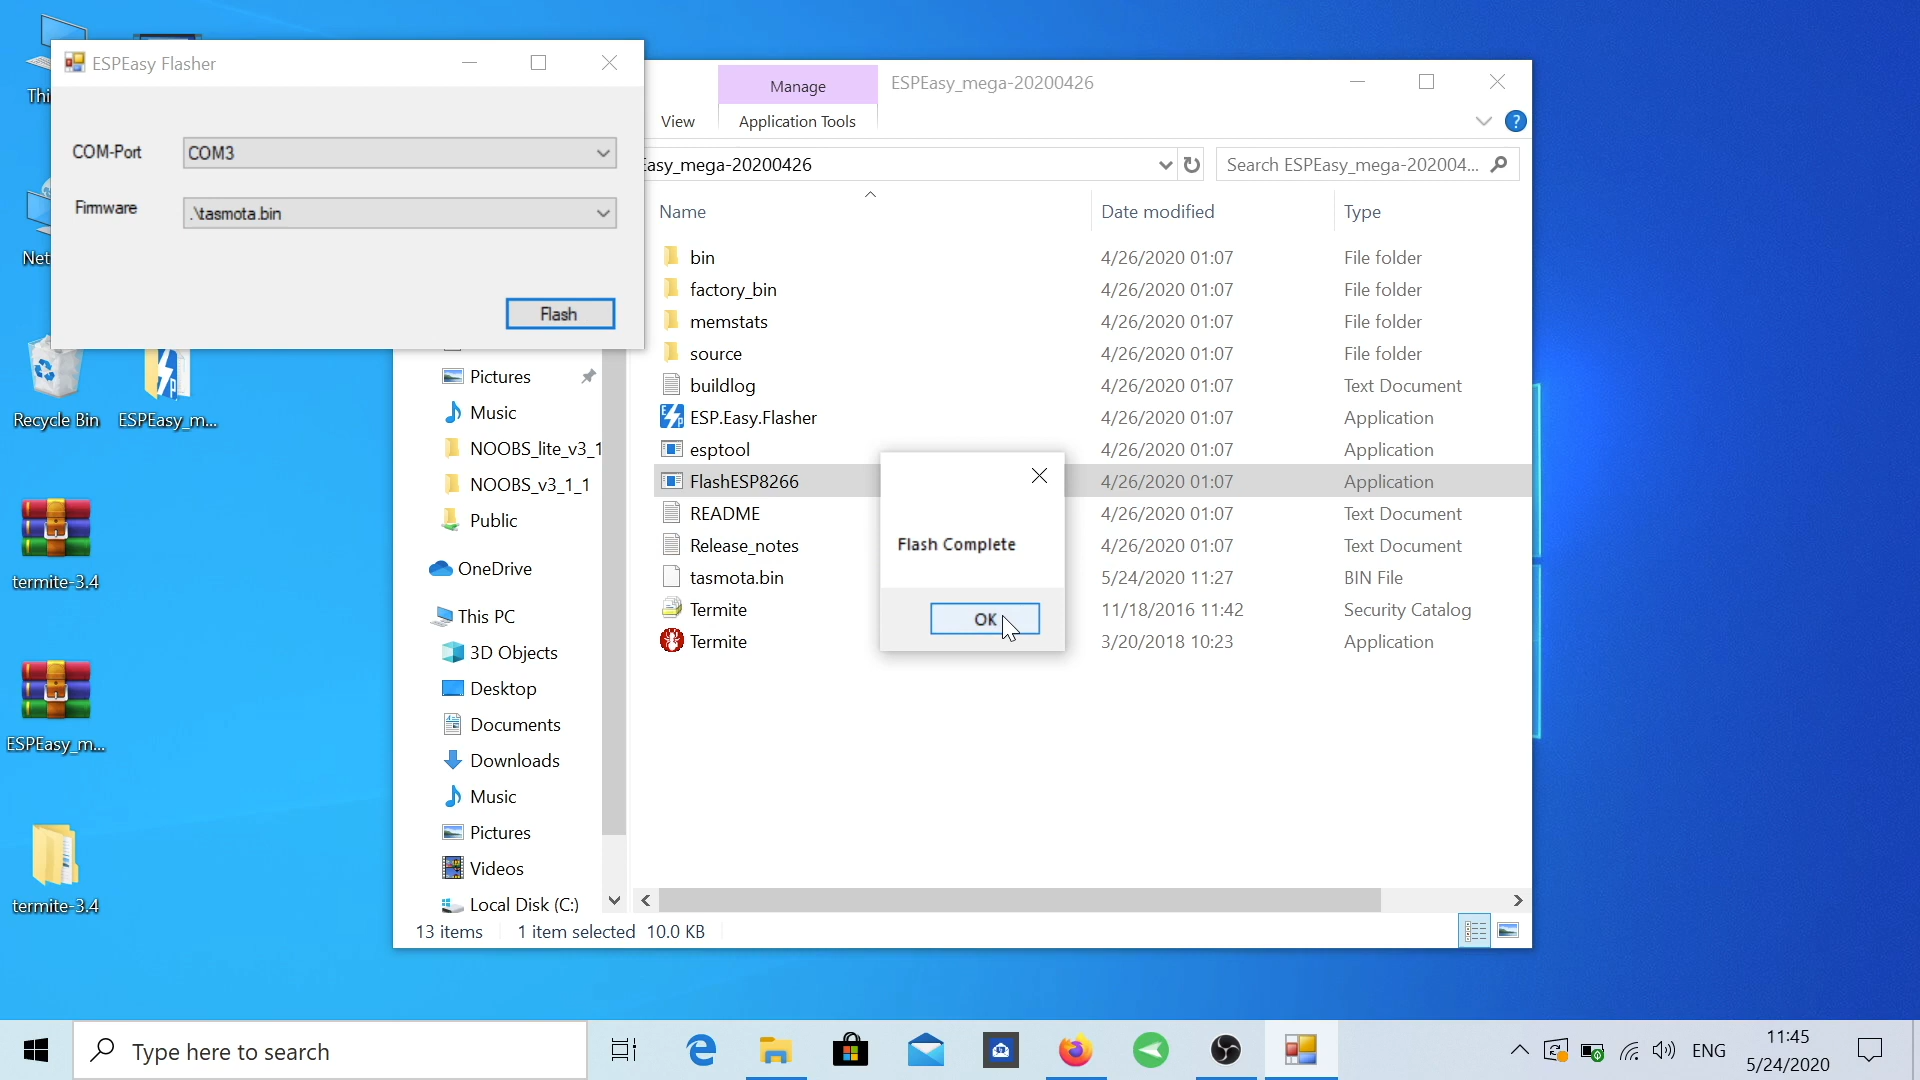 Thi
Net
Recycle Bin
ESPEasy_m...
termite-3.4
ESPEasy_m...
termite-3.4
ESPEasy Flasher
COM-Port
COM3
Firmware
.\tasmota.bin
Flash
Manage
ESPEasy_mega-20200426
View
Application Tools
Easy_mega-20200426
Search ESPEasy_mega-202004...
Name
Date modified
Type
bin
4/26/2020 01:07
File folder
factory_bin
4/26/2020 01:07
File folder
memstats
4/26/2020 01:07
File folder
source
4/26/2020 01:07
File folder
buildlog
4/26/2020 01:07
Text Document
ESP.Easy.Flasher
4/26/2020 01:07
Application
esptool
4/26/2020 01:07
Application
FlashESP8266
4/26/2020 01:07
Application
README
4/26/2020 01:07
Text Document
Release_notes
4/26/2020 01:07
Text Document
tasmota.bin
5/24/2020 11:27
BIN File
Termite
11/18/2016 11:42
Security Catalog
Termite
3/20/2018 10:23
Application
Pictures
Music
NOOBS_lite_v3_1
NOOBS_v3_1_1
Public
OneDrive
This PC
3D Objects
Desktop
Documents
Downloads
Music
Pictures
Videos
Local Disk (C:)
Flash Complete
OK
13 items
1 item selected 10.0 KB
Type here to search
ENG
11:45
5/24/2020